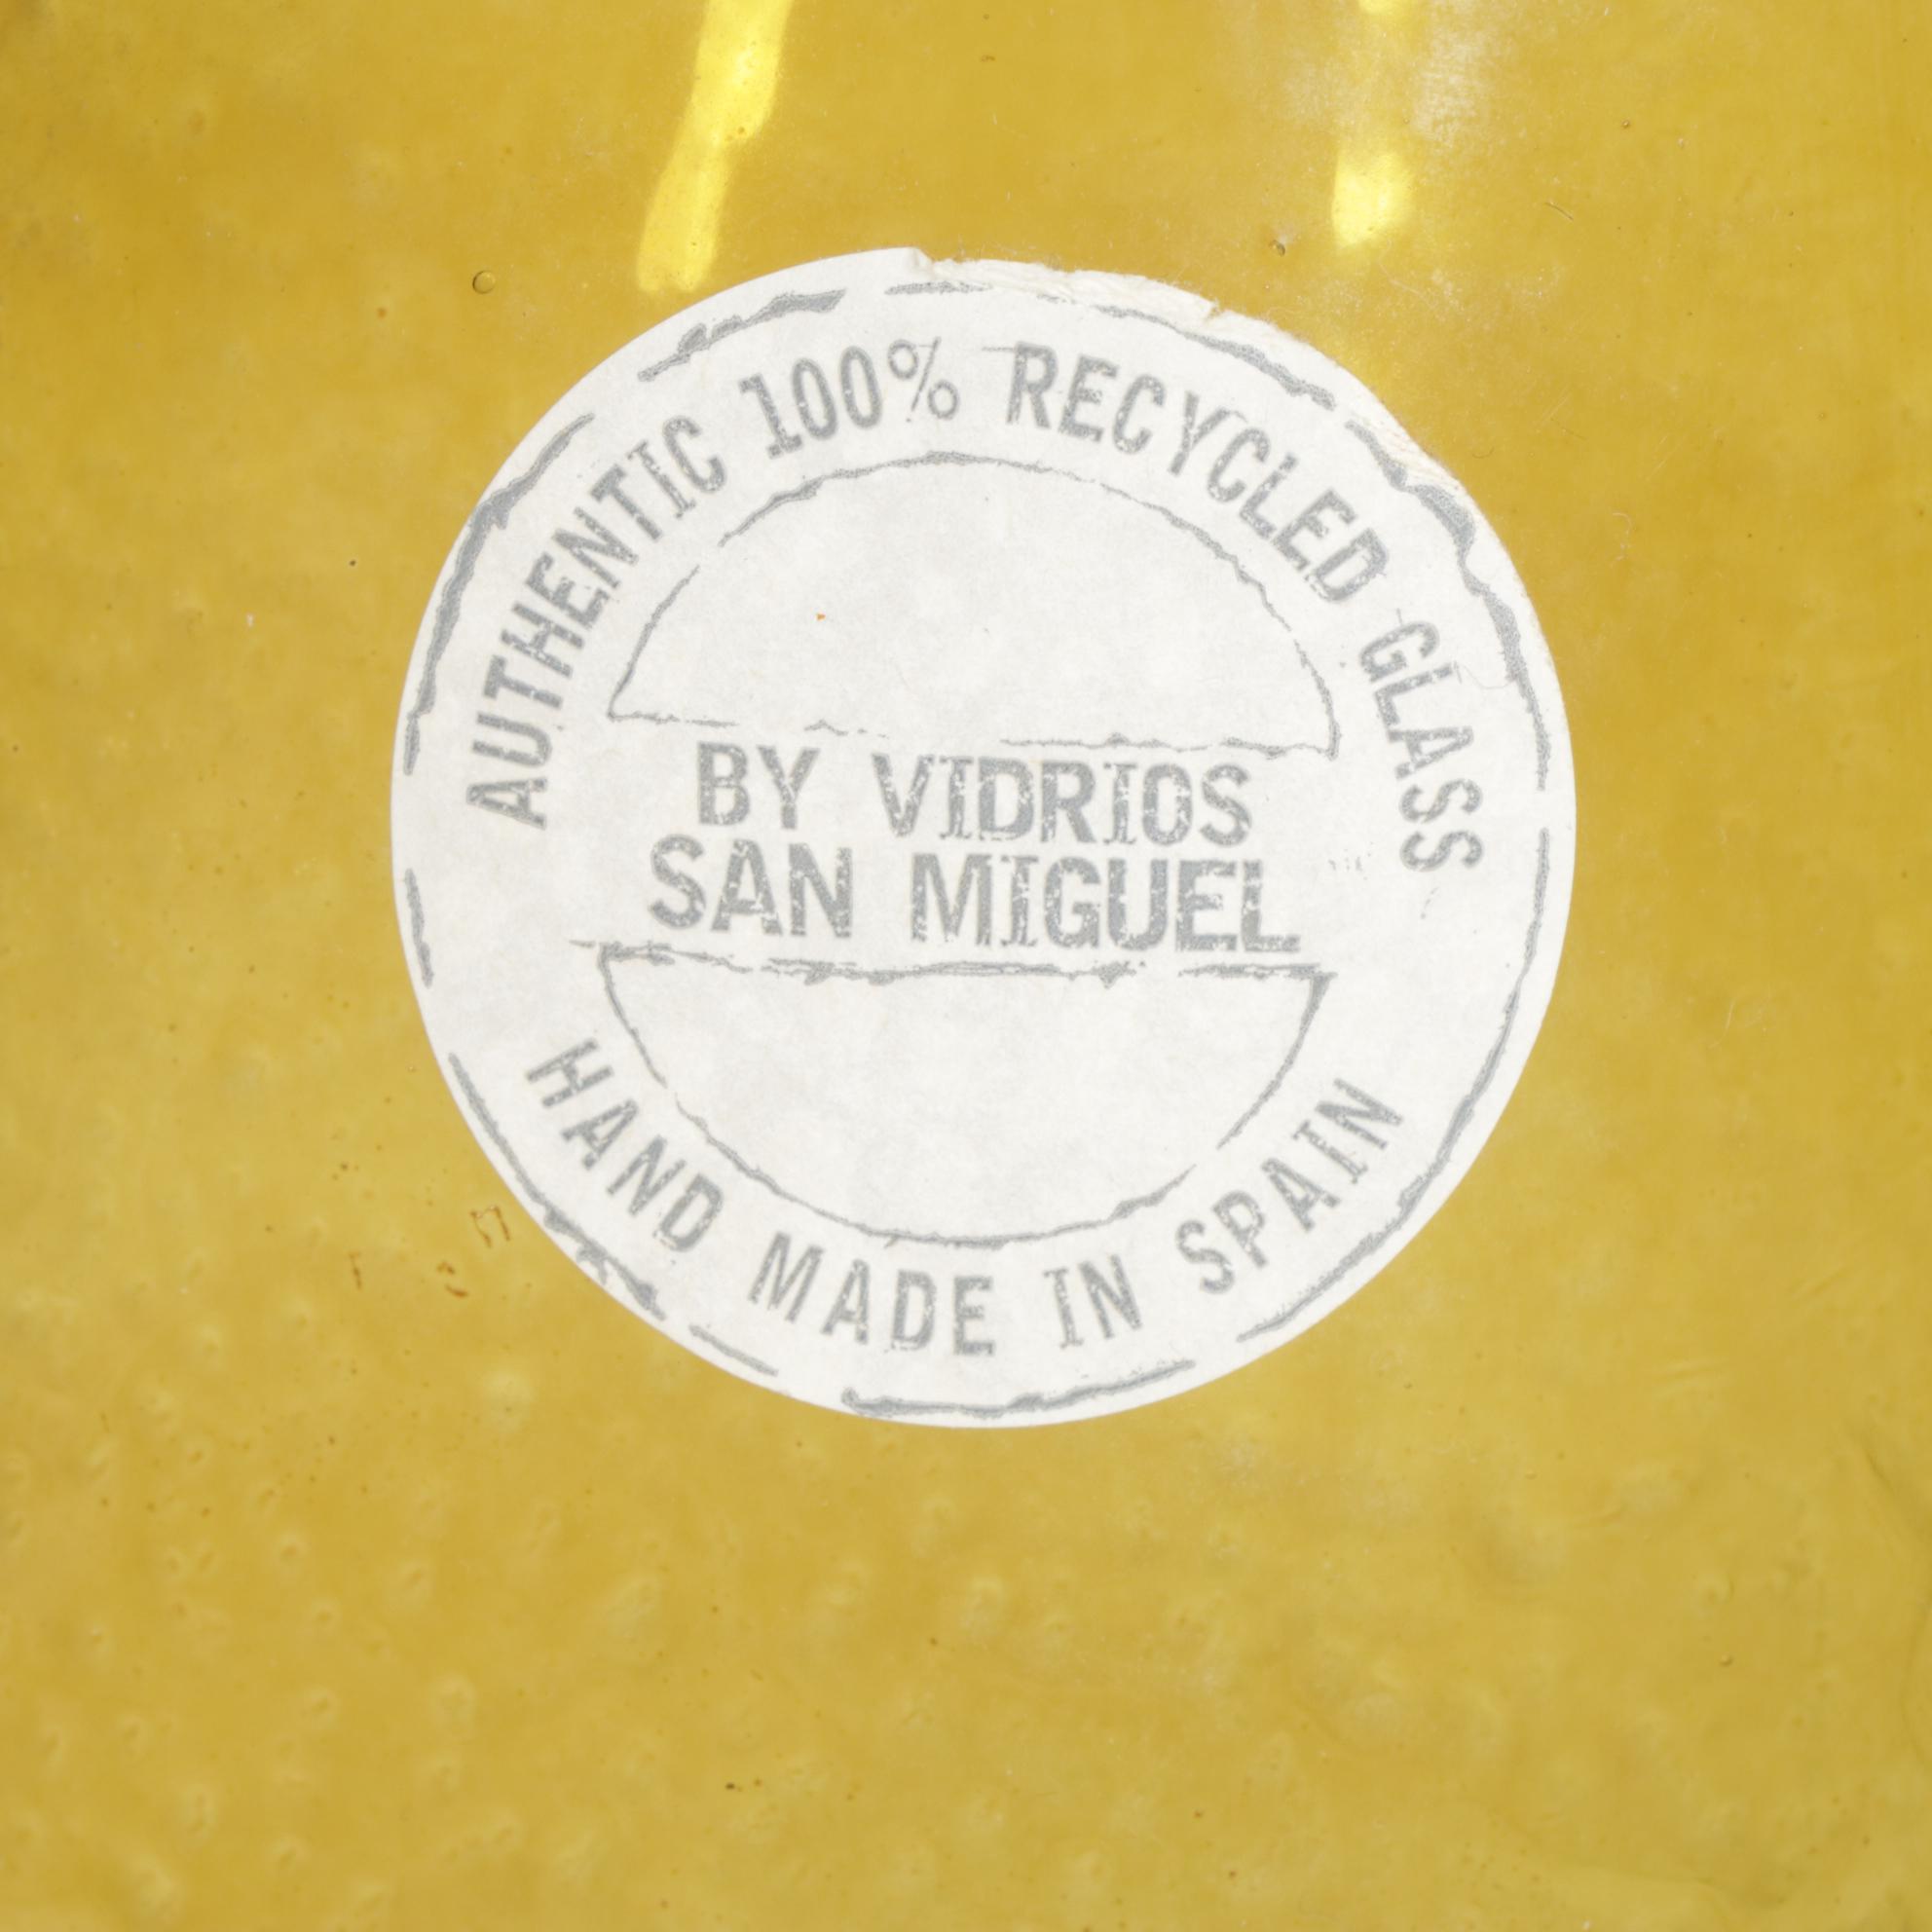 AUTHENTIC 100% RECYCLED GLASS
BY VIDRIOS
SAN MIGUEL
HAND MADE IN SPAIN